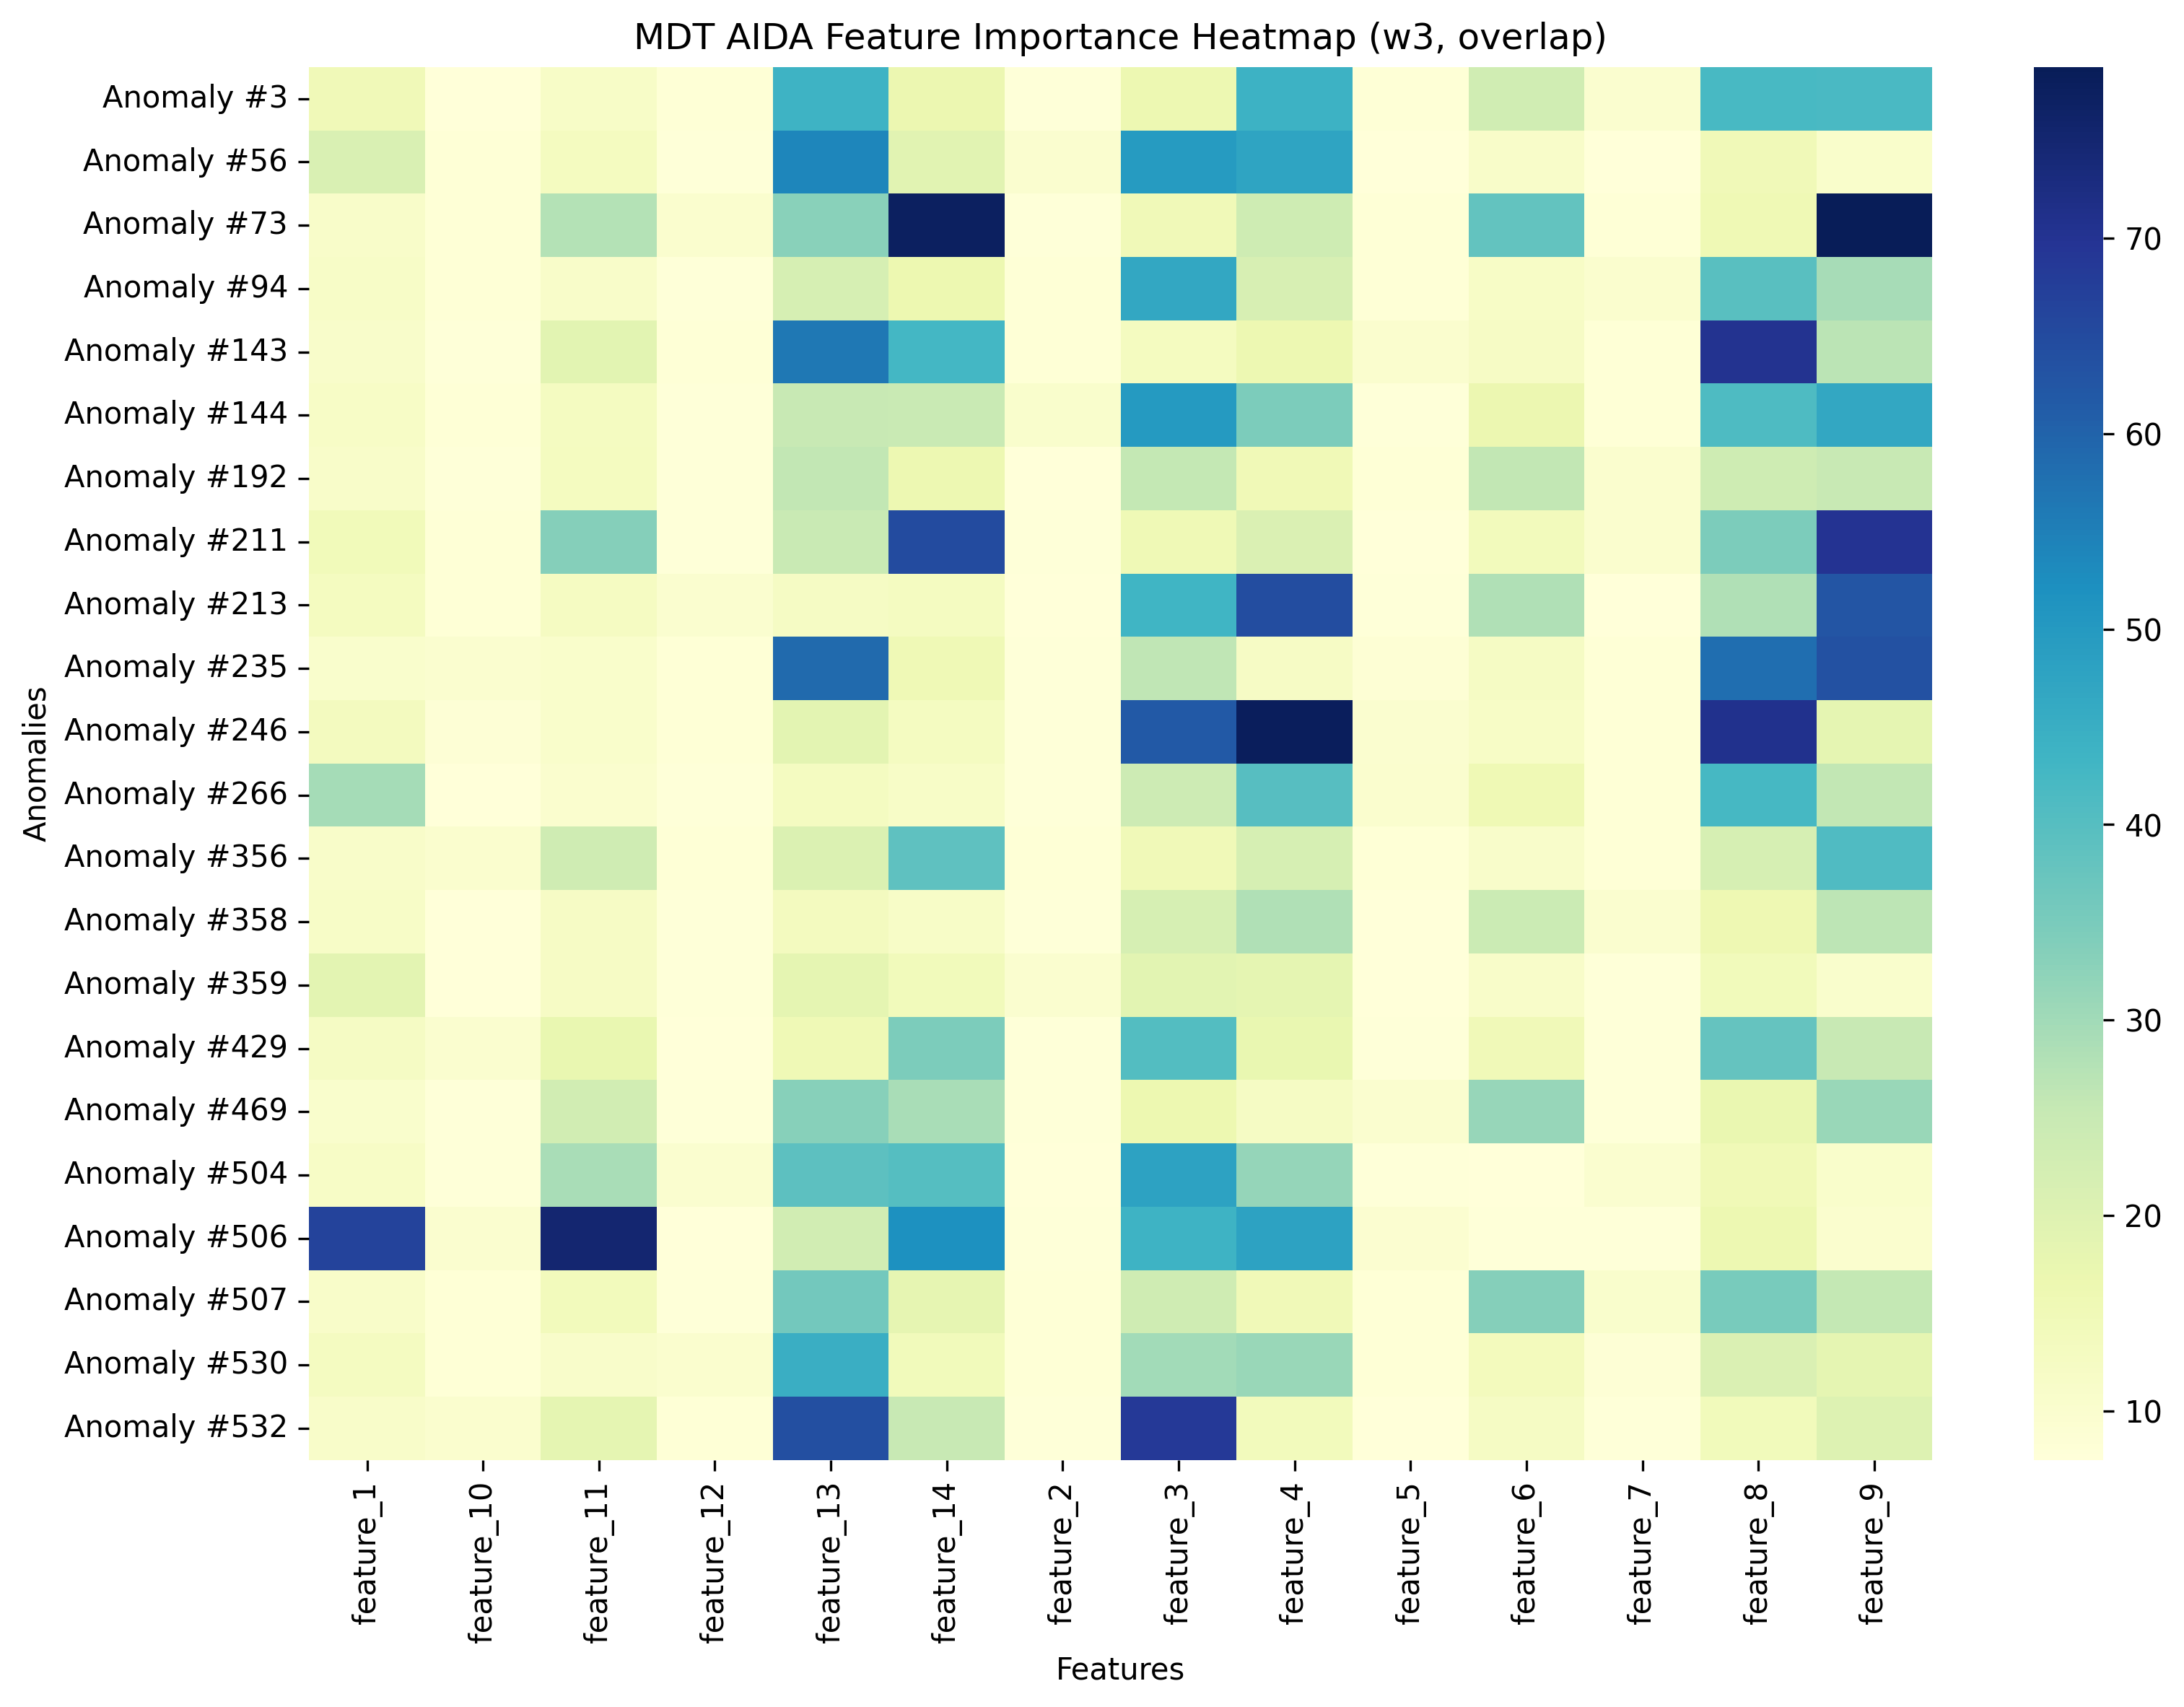 MDT AIDA Feature Importance Heatmap (w3, overlap)
Anomalies
Anomaly #3
Anomaly #56
Anomaly #73
Anomaly #94
Anomaly #143
Anomaly #144
Anomaly #192
Anomaly #211
Anomaly #213
Anomaly #235
Anomaly #246
Anomaly #266
Anomaly #356
Anomaly #358
Anomaly #359
Anomaly #429
Anomaly #469
Anomaly #504
Anomaly #506
Anomaly #507
Anomaly #530
Anomaly #532
feature_1
feature_10
feature_11
feature_12
feature_13
feature_14
feature_2
feature_3
feature_4
feature_5
feature_6
feature_7
feature_8
feature_9
Features
70
60
50
40
30
20
10